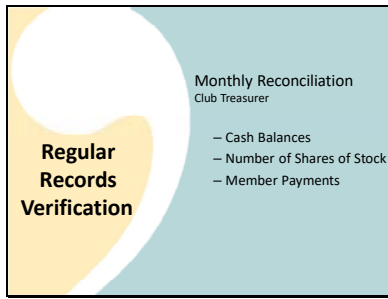 Regular
Records
Verification
Monthly Reconciliation
Club Treasurer
– Cash Balances
– Number of Shares of Stock
– Member Payments